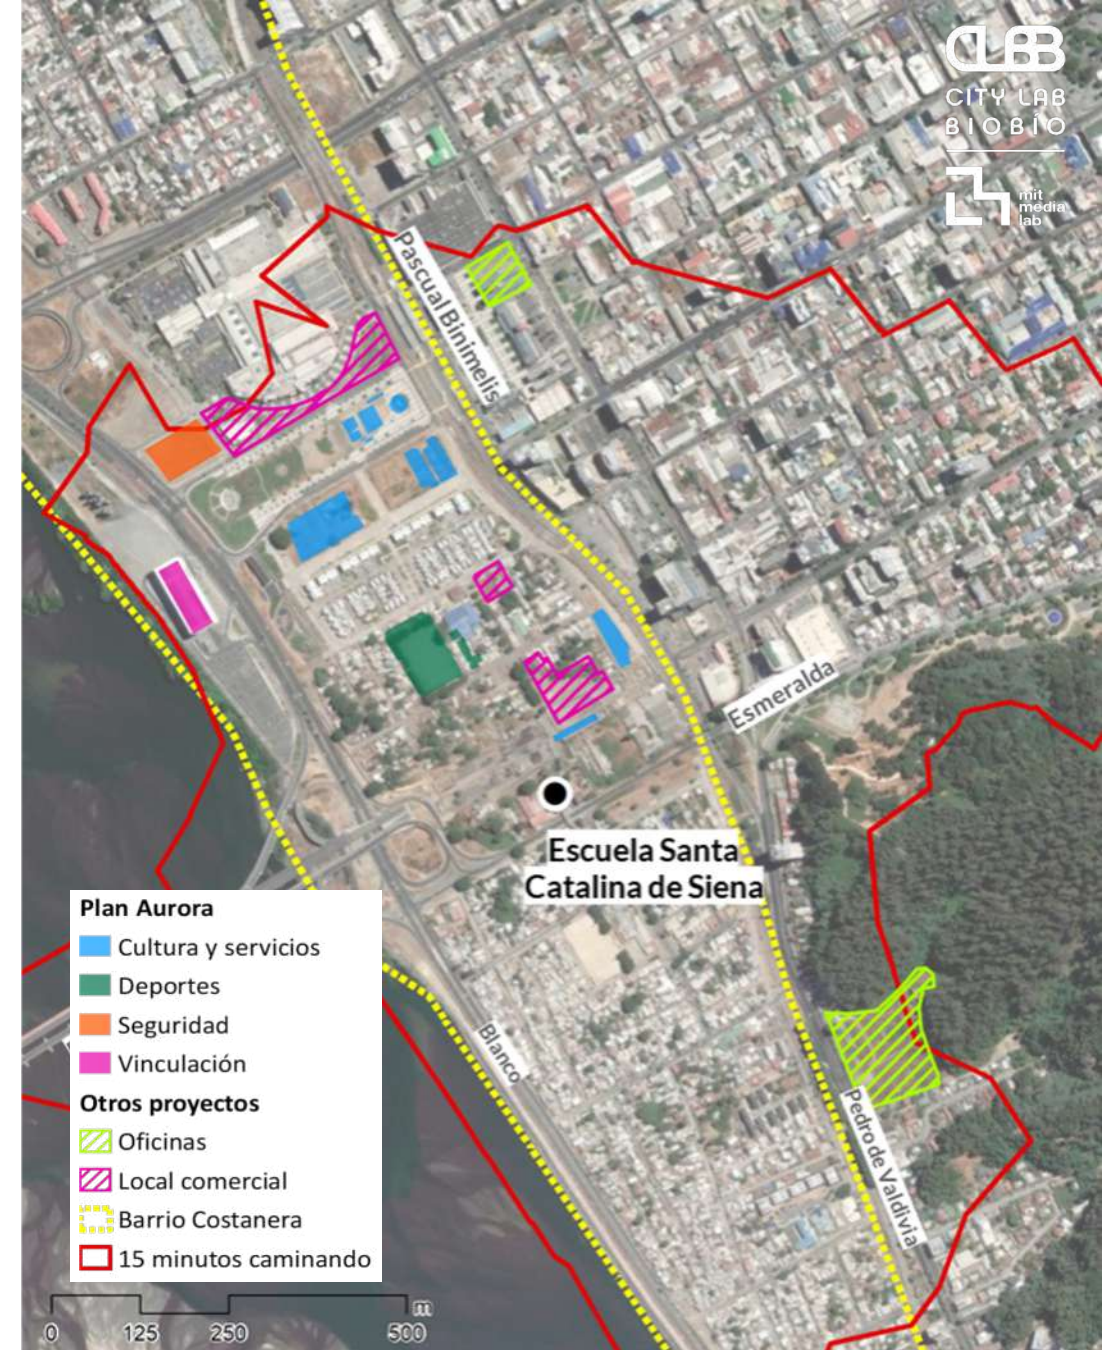 CLBB
CITY LAB
BIOBÍO
mit
media
lab
Pascual Binimelis
Esmeralda
Escuela Santa
Catalina de Siena
Blanco
Pedro de Valdivia
Plan Aurora
Cultura y servicios
Deportes
Seguridad
Vinculación
Otros proyectos
Oficinas
Local comercial
Barrio Costanera
15 minutos caminando
m
0 125 250 500